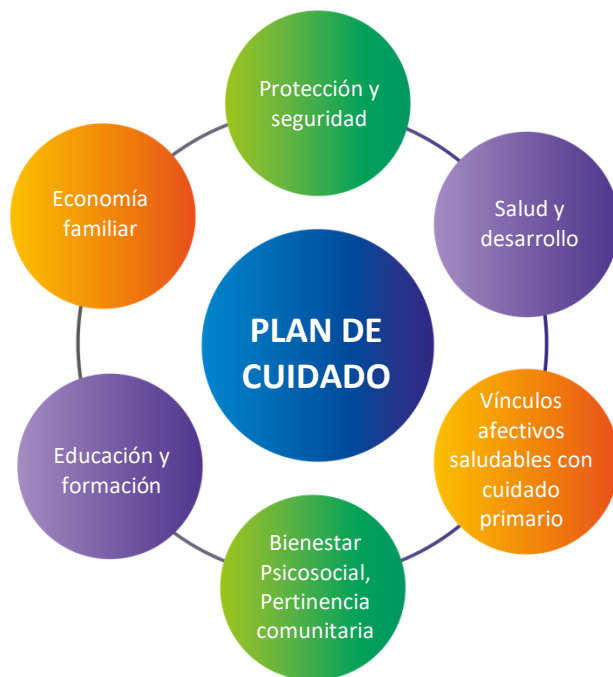 Protección y
seguridad
Salud y
desarrollo
Vínculos
afectivos
saludables con
cuidado
primario
Bienestar
Psicosocial,
Pertinencia
comunitaria
Educación y
formación
Economía
familiar
PLAN DE
CUIDADO